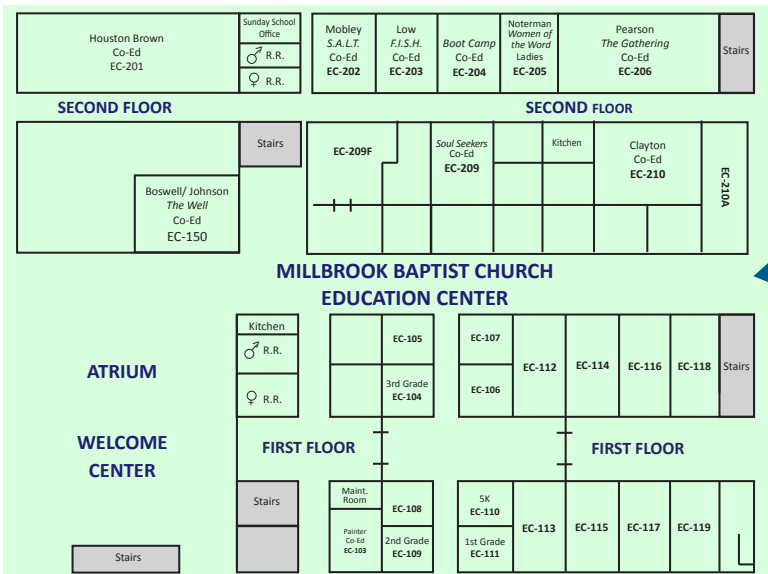 Houston Brown
Co-Ed
EC-201
Sunday School
Office
R.R.
R.R.
Mobley
S.A.L.T.
Co-Ed
EC-202
Low
F.I.S.H.
Co-Ed
EC-203
Boot Camp
Co-Ed
EC-204
Noterman
Women of
the Word
Ladies
EC-205
Pearson
The Gathering
Co-Ed
EC-206
Stairs
SECOND FLOOR
SECOND FLOOR
Stairs
Boswell/ Johnson
The Well
Co-Ed
EC-150
EC-209F
Soul Seekers
Co-Ed
EC-209
Kitchen
Clayton
Co-Ed
EC-210
EC-210A
MILLBROOK BAPTIST CHURCH
EDUCATION CENTER
ATRIUM
WELCOME
CENTER
Kitchen
R.R.
R.R.
EC-105
3rd Grade
EC-104
EC-107
EC-106
EC-112
EC-114
EC-116
EC-118
Stairs
FIRST FLOOR
FIRST FLOOR
Stairs
Stairs
Maint.
Room
Painter
Co-Ed
EC-103
EC-108
2nd Grade
EC-109
5K
EC-110
1st Grade
EC-111
EC-113
EC-115
EC-117
EC-119